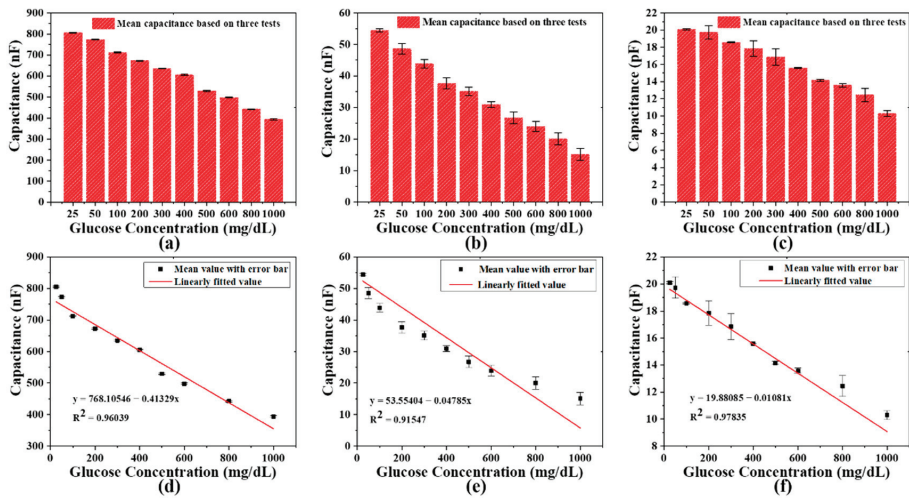 Mean capacitance based on three tests
Capacitance (nF)
900
800
700
600
500
400
300
200
100
0
25 50 100 200 300 400 500 600 800 1000
Glucose Concentration (mg/dL)
(a)
Mean capacitance based on three tests
Capacitance (nF)
60
50
40
30
20
10
0
25 50 100 200 300 400 500 600 800 1000
Glucose Concentration (mg/dL)
(b)
Mean capacitance based on three tests
Capacitance (pF)
22
20
18
16
14
12
10
8
6
4
2
0
25 50 100 200 300 400 500 600 800 1000
Glucose Concentration (mg/dL)
(c)
Mean value with error bar
Linearly fitted value
Capacitance (nF)
900
800
700
600
500
400
300
y = 768.10546 − 0.41329x
R² = 0.96039
0 200 400 600 800 1000
Glucose Concentration (mg/dL)
(d)
Mean value with error bar
Linearly fitted value
Capacitance (nF)
60
50
40
30
20
10
0
y = 53.55404 − 0.04785x
R² = 0.91547
0 200 400 600 800 1000
Glucose Concentration (mg/dL)
(e)
Mean value with error bar
Linearly fitted value
Capacitance (pF)
22
20
18
16
14
12
10
8
y = 19.88085 − 0.01081x
R² = 0.97835
0 200 400 600 800 1000
Glucose Concentration (mg/dL)
(f)